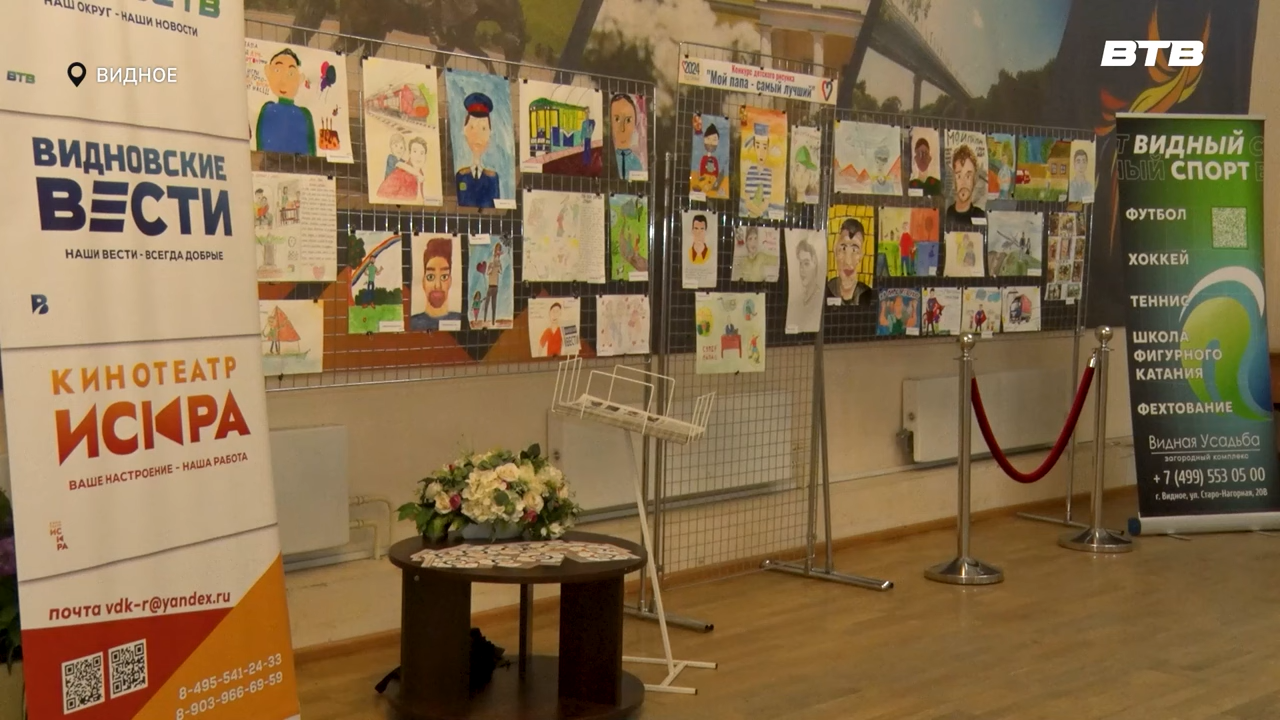 НАШ ОКРУГ - НАШИ НОВОСТИ
ВТВ
ВИДНОЕ
ВИДНОВСКИЕ
ВЕСТИ
НАШИ ВЕСТИ - ВСЕГДА ДОБРЫЕ
КИНОТЕАТР
ИСКРА
ВАШЕ НАСТРОЕНИЕ - НАША РАБОТА
почта vdk-r@yandex.ru
8-495-541-24-33
8-903-966-69-59
2024
Конкурс детского рисунка
"Мой папа - самый лучший"
ВТВ
ВИДНЫЙ
СПОРТ
ФУТБОЛ
ХОККЕЙ
ТЕННИС
ШКОЛА
ФИГУРНОГО
КАТАНИЯ
ФЕХТОВАНИЕ
Видная Усадьба
загородный комплекс
+ 7 (499) 553 05 00
г. Видное, ул. Старо-Нагорная, 20В